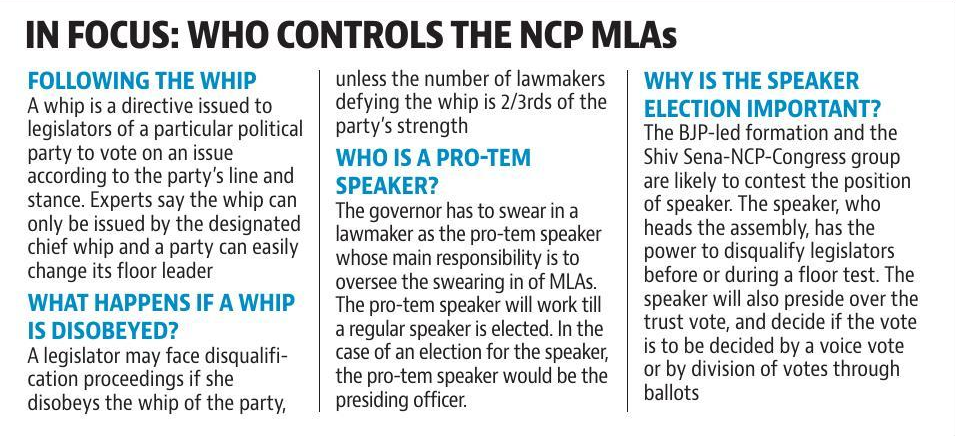 IN FOCUS: WHO CONTROLS THE NCP MLAs
FOLLOWING THE WHIP
A whip is a directive issued to
legislators of a particular political
party to vote on an issue
according to the party's line and
stance. Experts say the whip can
only be issued by the designated
chief whip and a party can easily
change its floor leader
WHAT HAPPENS IF A WHIP
IS DISOBEYED?
A legislator may face disqualifi-
cation proceedings if she
disobeys the whip of the party,
unless the number of lawmakers
defying the whip is 2/3rds of the
party's strength
WHO IS A PRO-TEM
SPEAKER?
The governor has to swear in a
lawmaker as the pro-tem speaker
whose main responsibility is to
oversee the swearing in of MLAs.
The pro-tem speaker will work till
a regular speaker is elected. In the
case of an election for the speaker,
the pro-tem speaker would be the
presiding officer.
WHY IS THE SPEAKER
ELECTION IMPORTANT?
The BJP-led formation and the
Shiv Sena-NCP-Congress group
are likely to contest the position
of speaker. The speaker, who
heads the assembly, has the
power to disqualify legislators
before or during a floor test. The
speaker will also preside over the
trust vote, and decide if the vote
is to be decided by a voice vote
or by division of votes through
ballots